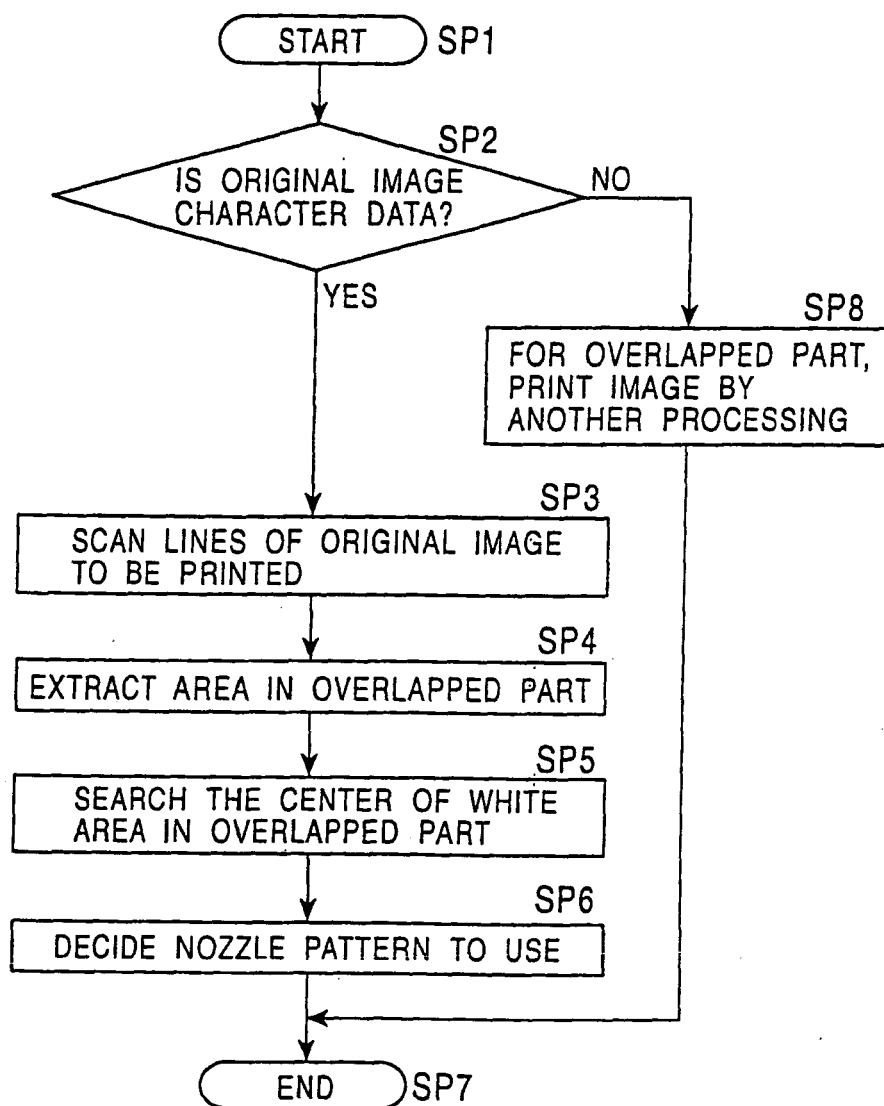 START SP1
SP2
IS ORIGINAL IMAGE
CHARACTER DATA?
NO
YES
SP8
FOR OVERLAPPED PART,
PRINT IMAGE BY
ANOTHER PROCESSING
SP3
SCAN LINES OF ORIGINAL IMAGE
TO BE PRINTED
SP4
EXTRACT AREA IN OVERLAPPED PART
SP5
SEARCH THE CENTER OF WHITE
AREA IN OVERLAPPED PART
SP6
DECIDE NOZZLE PATTERN TO USE
END SP7